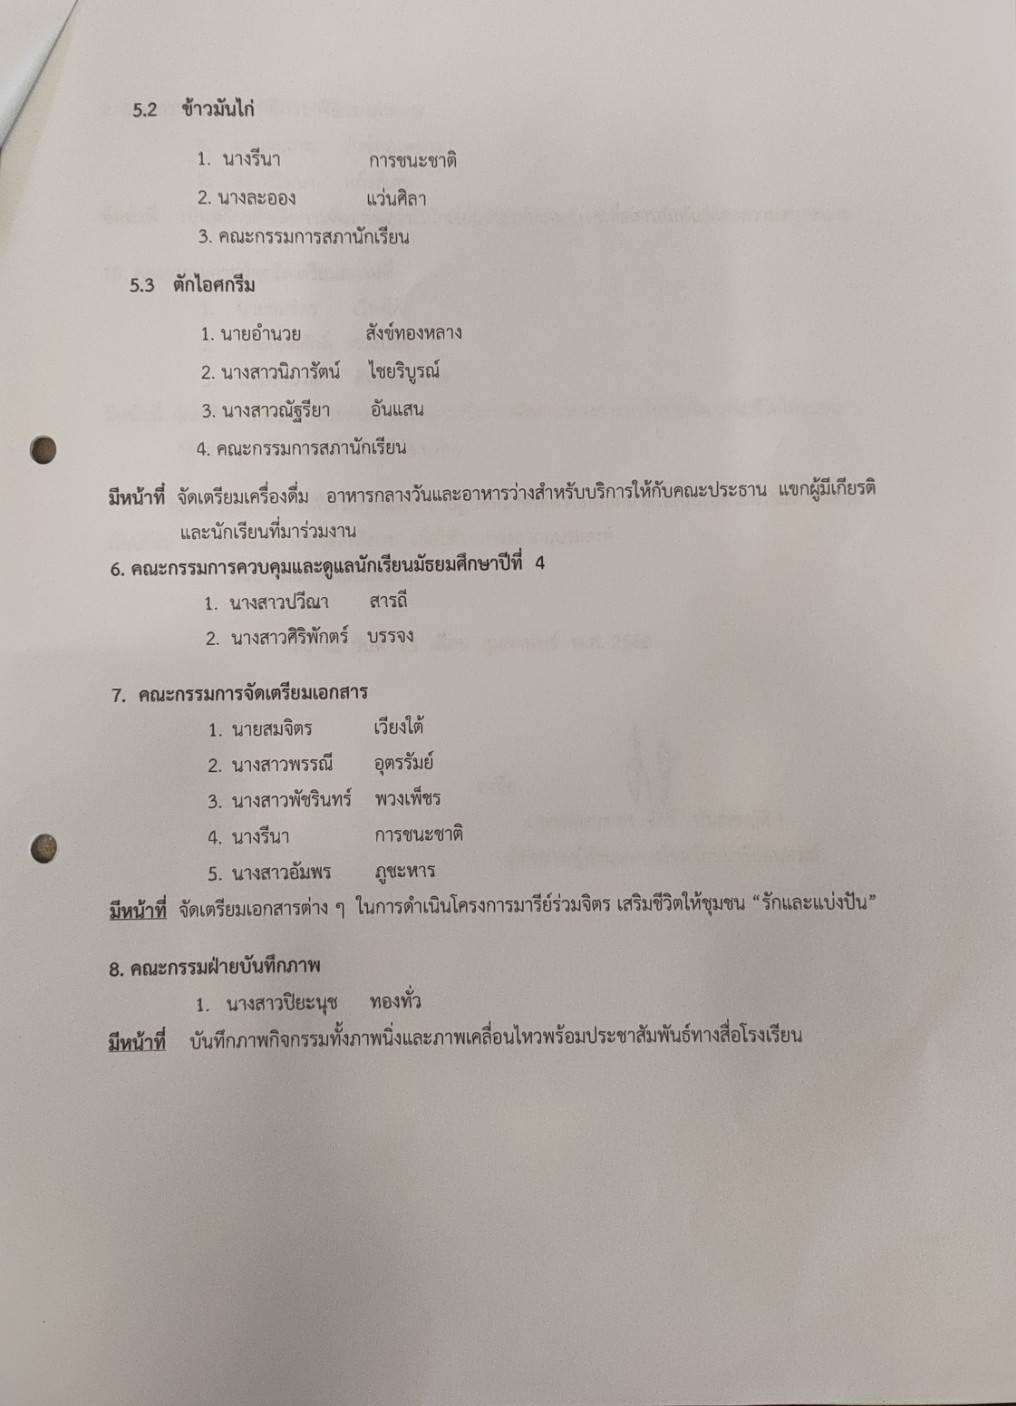 5.2 ข้าวมันไก่
1. นางรีนา การชนะชาติ
2. นางละออง แว่นศิลา
3. คณะกรรมการสภานักเรียน
5.3 ตักไอศกรีม
1. นายอำนวย สังข์ทองหลาง
2. นางสาวนิภารัตน์ ไชยริบูรณ์
3. นางสาวณัฐรียา อันแสน
4. คณะกรรมการสภานักเรียน
มีหน้าที่ จัดเตรียมเครื่องดื่ม อาหารกลางวันและอาหารว่างสำหรับบริการให้กับคณะประธาน แขกผู้มีเกียรติ
และนักเรียนที่มาร่วมงาน
6. คณะกรรมการควบคุมและดูแลนักเรียนมัธยมศึกษาปีที่ 4
1. นางสาวปวีณา สารถี
2. นางสาวศิริพักตร์ บรรจง
7. คณะกรรมการจัดเตรียมเอกสาร
1. นายสมจิตร เวียงใต้
2. นางสาวพรรณี อุตรรัมย์
3. นางสาวพัชรินทร์ พวงเพ็ชร
4. นางรีนา การชนะชาติ
5. นางสาวอัมพร ภูชะหาร
มีหน้าที่ จัดเตรียมเอกสารต่าง ๆ ในการดำเนินโครงการมารีย์ร่วมจิตร เสริมชีวิตให้ชุมชน “รักและแบ่งปัน”
8. คณะกรรมฝ่ายบันทึกภาพ
1. นางสาวปิยะนุช ทองทั่ว
มีหน้าที่ บันทึกภาพกิจกรรมทั้งภาพนิ่งและภาพเคลื่อนไหวพร้อมประชาสัมพันธ์ทางสื่อโรงเรียน